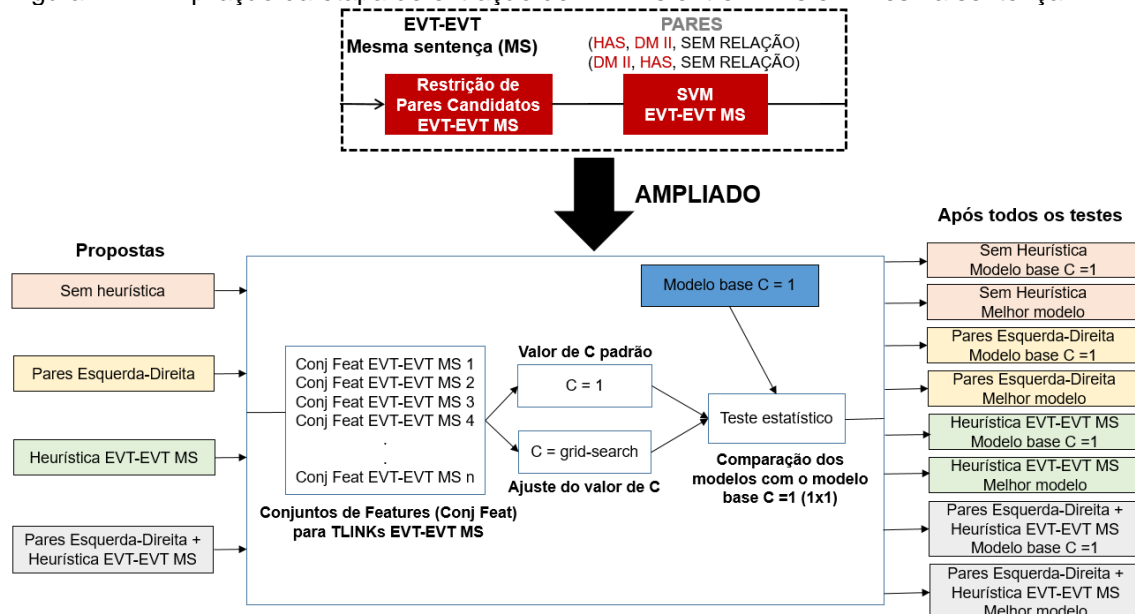 EVT-EVT
Mesma sentença (MS)
PARES
(HAS, DM II, SEM RELAÇÃO)
(DM II, HAS, SEM RELAÇÃO)
Restrição de
Pares Candidatos
EVT-EVT MS
SVM
EVT-EVT MS
AMPLIADO
Propostas
Sem heurística
Pares Esquerda-Direita
Heurística EVT-EVT MS
Pares Esquerda-Direita +
Heurística EVT-EVT MS
Conj Feat EVT-EVT MS 1
Conj Feat EVT-EVT MS 2
Conj Feat EVT-EVT MS 3
Conj Feat EVT-EVT MS 4
.
.
Conj Feat EVT-EVT MS n
Conjuntos de Features (Conj Feat)
para TLINKs EVT-EVT MS
Valor de C padrão
C = 1
C = grid-search
Ajuste do valor de C
Modelo base C = 1
Teste estatístico
Comparação dos
modelos com o modelo
base C =1 (1x1)
Após todos os testes
Sem Heurística
Modelo base C =1
Sem Heurística
Melhor modelo
Pares Esquerda-Direita
Modelo base C =1
Pares Esquerda-Direita
Melhor modelo
Heurística EVT-EVT MS
Modelo base C =1
Heurística EVT-EVT MS
Melhor modelo
Pares Esquerda-Direita +
Heurística EVT-EVT MS
Modelo base C =1
Pares Esquerda-Direita +
Heurística EVT-EVT MS
Melhor modelo